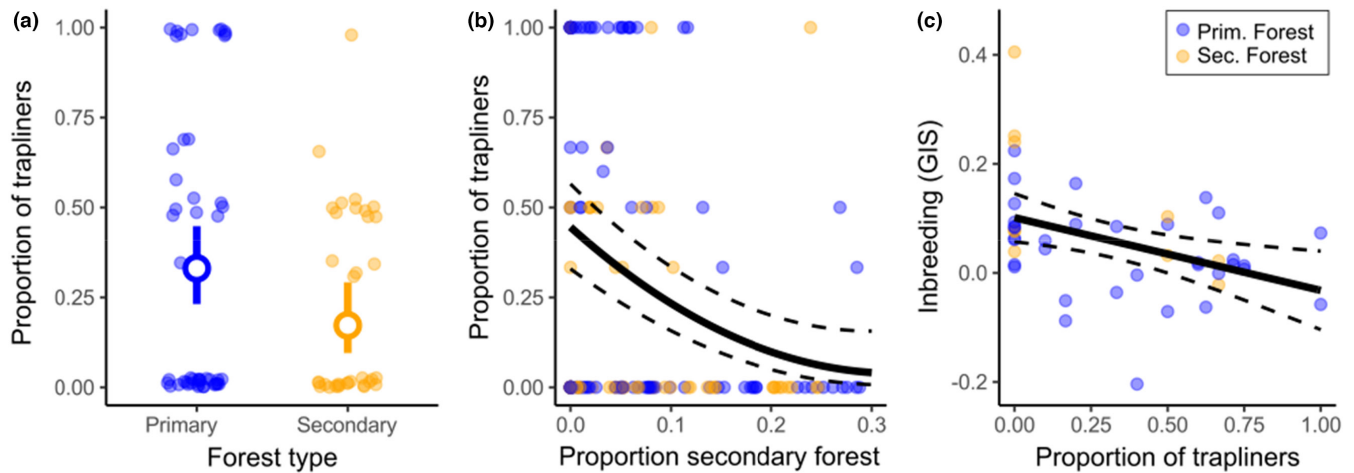 (a)
Proportion of trapliners
1.00
0.75
0.50
0.25
0.00
Primary
Secondary
Forest type
(b)
Proportion of trapliners
1.00
0.75
0.50
0.25
0.00
0.0
0.1
0.2
0.3
Proportion secondary forest
(c)
Prim. Forest
Sec. Forest
Inbreeding (GIS)
0.4
0.2
0.0
-0.2
0.00
0.25
0.50
0.75
1.00
Proportion of trapliners